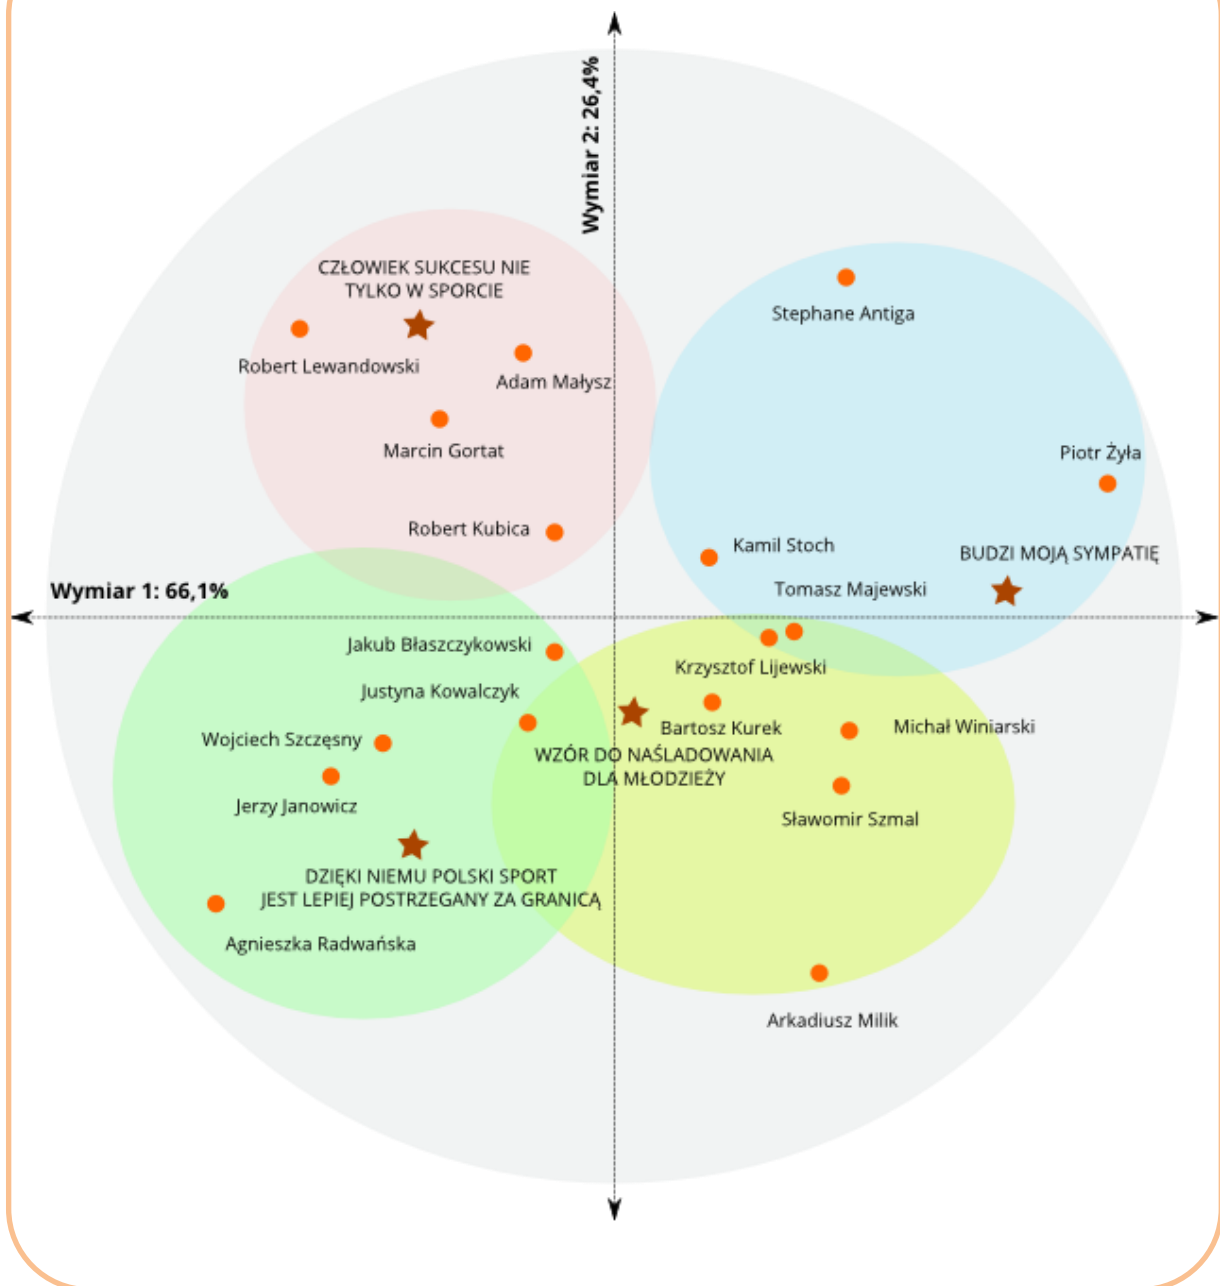 Wymiar 2: 26,4%
CZŁOWIEK SUKCESU NIE
TYLKO W SPORCIE
Stephane Antiga
Robert Lewandowski
Adam Małysz
Marcin Gortat
Piotr Żyła
Robert Kubica
Kamil Stoch
BUDZI MOJĄ SYMPATIĘ
Wymiar 1: 66,1%
Tomasz Majewski
Jakub Błaszczykowski
Krzysztof Lijewski
Justyna Kowalczyk
Bartosz Kurek
Michał Winiarski
Wojciech Szczęsny
WZÓR DO NAŚLADOWANIA
DLA MŁODZIEŻY
Jerzy Janowicz
Sławomir Szmal
DZIĘKI NIEMU POLSKI SPORT
JEST LEPIEJ POSTRZEGANY ZA GRANICĄ
Agnieszka Radwańska
Arkadiusz Milik